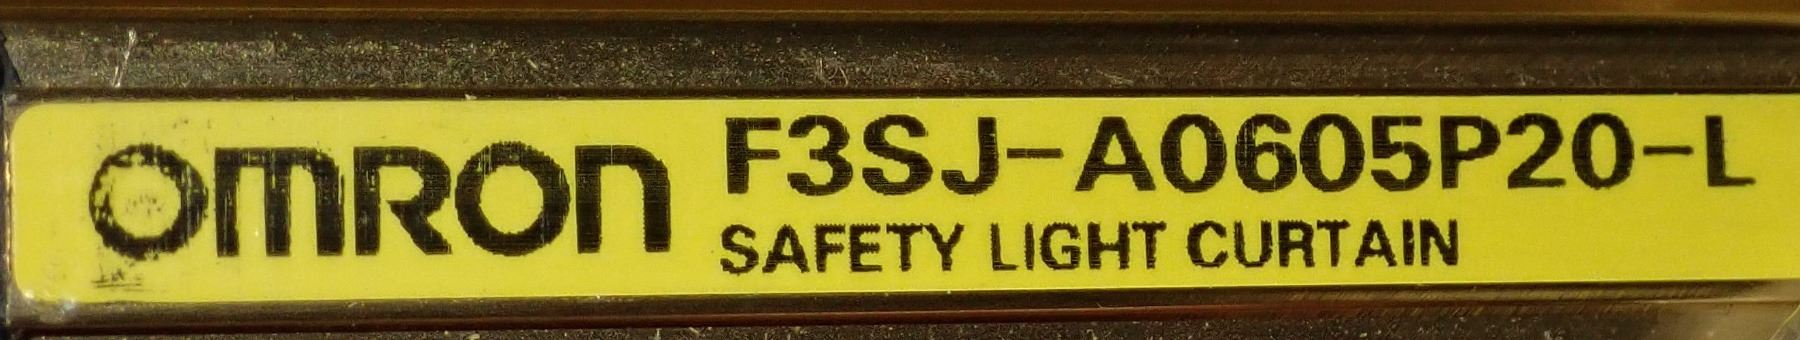 OMRON F3SJ-A0605P20-L
SAFETY LIGHT CURTAIN